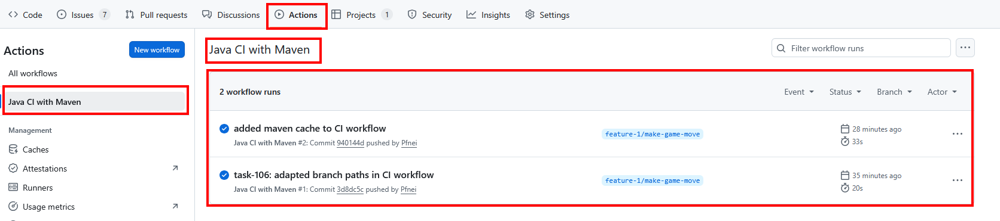 Code Issues 7 Pull requests Discussions Actions Projects 1 Security Insights Settings
Actions New workflow
All workflows
Java CI with Maven
Management
Caches
Attestations
Runners
Usage metrics
Java CI with Maven Filter workflow runs
2 workflow runs Event Status Branch Actor
added maven cache to CI workflow feature-1/make-game-move 28 minutes ago
Java CI with Maven #2: Commit 940144d pushed by Pfnei 33s
task-106: adapted branch paths in CI workflow feature-1/make-game-move 35 minutes ago
Java CI with Maven #1: Commit 3d8dc5c pushed by Pfnei 20s